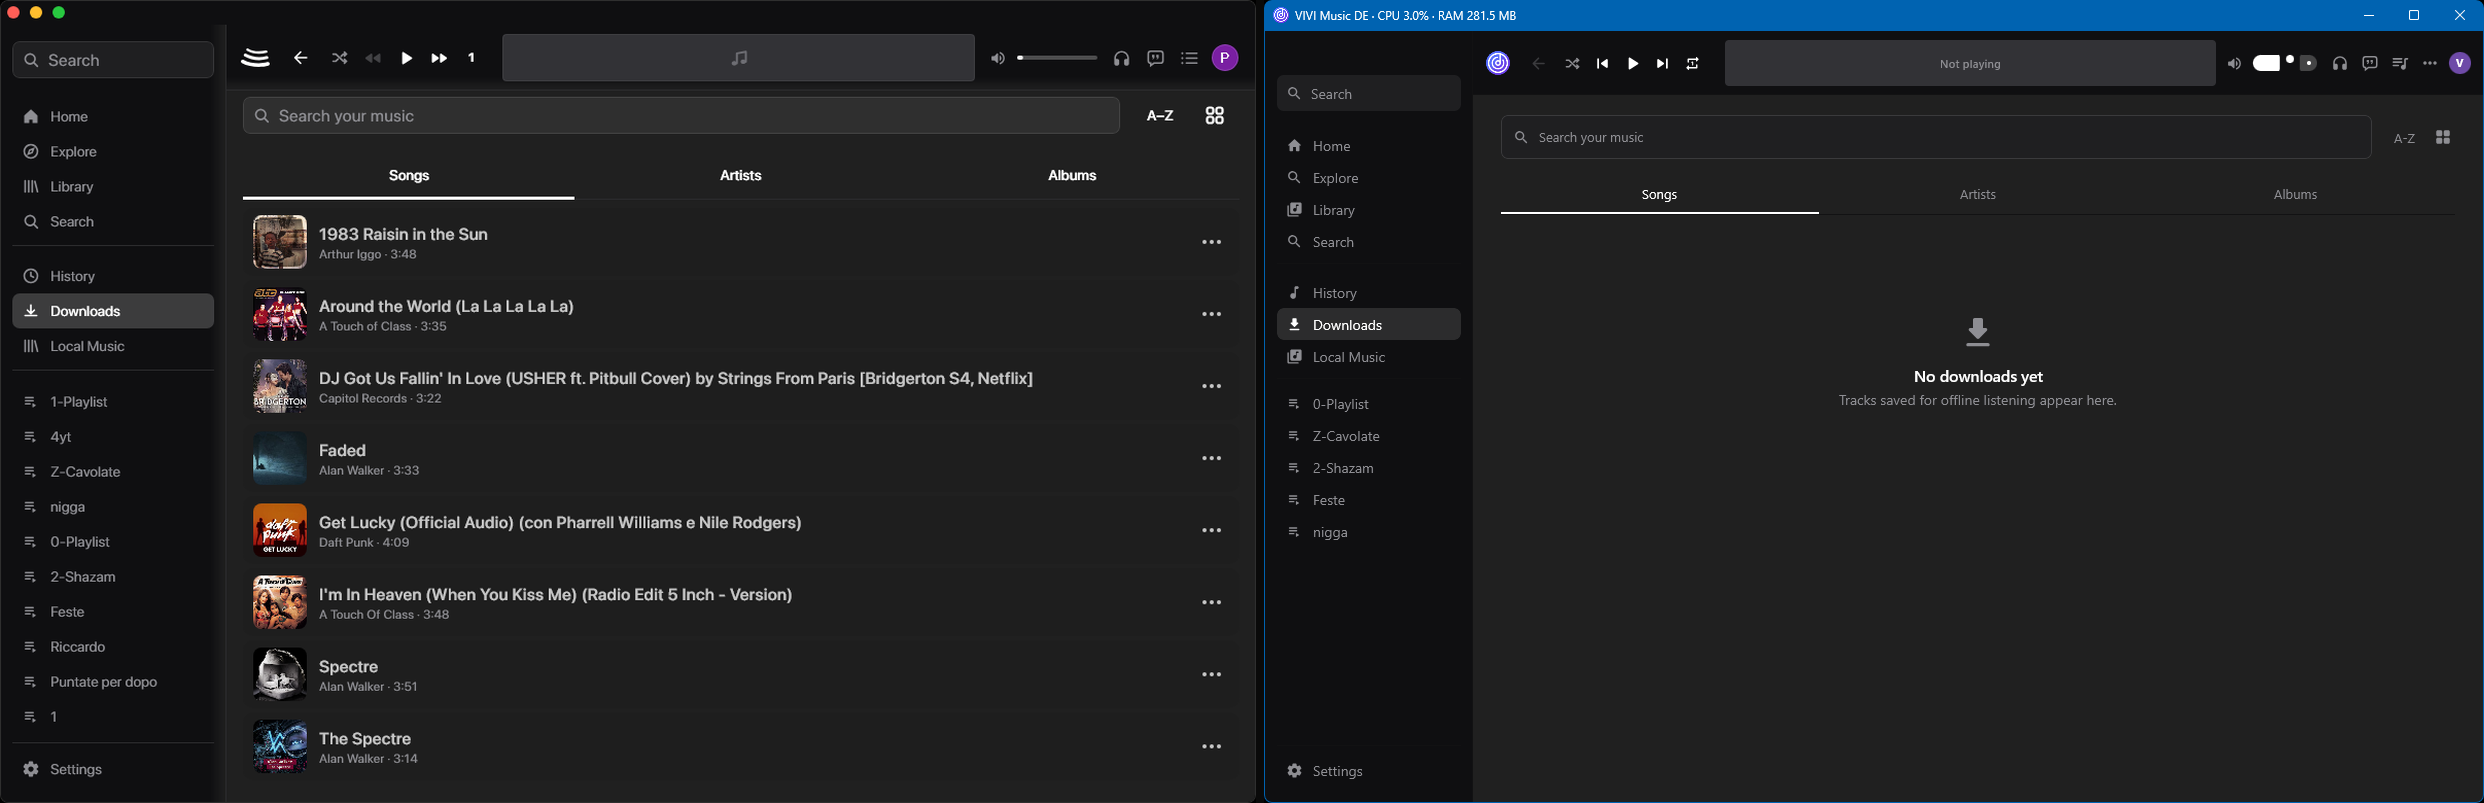 Search
Home
Explore
Library
Search
History
Downloads
Local Music
1-Playlist
4yt
Z-Cavolate
nigga
0-Playlist
2-Shazam
Feste
Riccardo
Puntate per dopo
1
Settings
1
P
Search your music
A–Z
Songs
Artists
Albums
1983 Raisin in the Sun
Arthur Iggo · 3:48
Around the World (La La La La La)
A Touch of Class · 3:35
DJ Got Us Fallin' In Love (USHER ft. Pitbull Cover) by Strings From Paris [Bridgerton S4, Netflix]
Capitol Records · 3:22
Faded
Alan Walker · 3:33
Get Lucky (Official Audio) (con Pharrell Williams e Nile Rodgers)
Daft Punk · 4:09
I'm In Heaven (When You Kiss Me) (Radio Edit 5 Inch - Version)
A Touch Of Class · 3:48
Spectre
Alan Walker · 3:51
The Spectre
Alan Walker · 3:14
atc
BRIDGERTON
daft punk
GET LUCKY
VIVI Music DE · CPU 3.0% · RAM 281.5 MB
Search
Home
Explore
Library
Search
History
Downloads
Local Music
0-Playlist
Z-Cavolate
2-Shazam
Feste
nigga
Settings
Not playing
V
Search your music
A-Z
Songs
Artists
Albums
No downloads yet
Tracks saved for offline listening appear here.